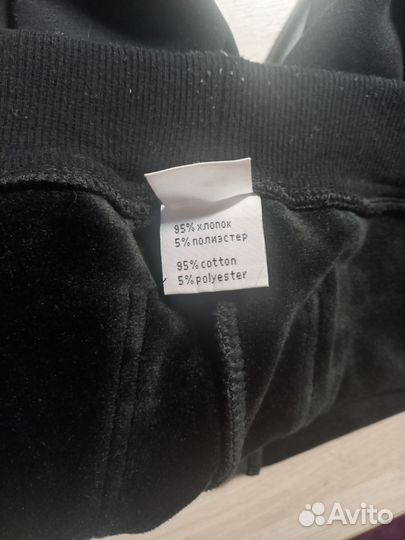 95% хлопок
5% полиэстер
95% cotton
5% polyester
Avito